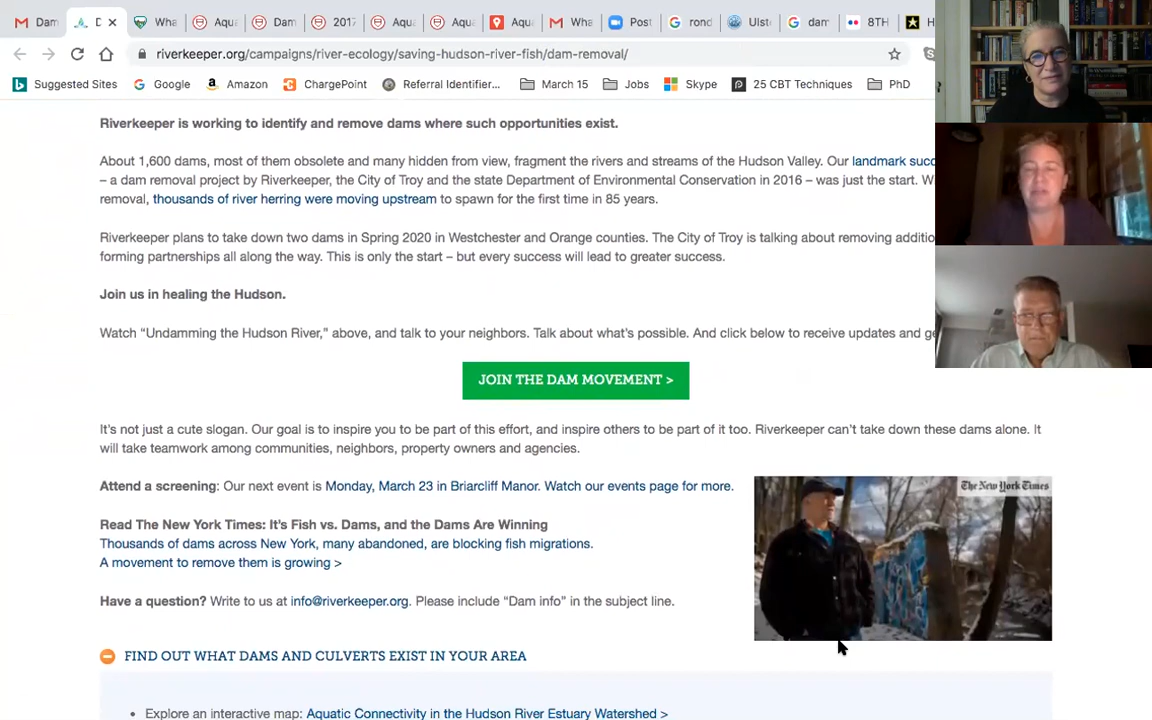 Dam
D
Wha
Aqua
Dam
2017
Aqu
Aqua
Aqu
Wha
Post
rond
Ulste
dam
8TH
H
riverkeeper.org/campaigns/river-ecology/saving-hudson-river-fish/dam-removal/
Suggested Sites
Google
Amazon
ChargePoint
Referral Identifier...
March 15
Jobs
Skype
25 CBT Techniques
PhD
Riverkeeper is working to identify and remove dams where such opportunities exist.
About 1,600 dams, most of them obsolete and many hidden from view, fragment the rivers and streams of the Hudson Valley. Our landmark succ
– a dam removal project by Riverkeeper, the City of Troy and the state Department of Environmental Conservation in 2016 – was just the start. W
removal, thousands of river herring were moving upstream to spawn for the first time in 85 years.
Riverkeeper plans to take down two dams in Spring 2020 in Westchester and Orange counties. The City of Troy is talking about removing additio
forming partnerships all along the way. This is only the start – but every success will lead to greater success.
Join us in healing the Hudson.
Watch “Undamming the Hudson River,” above, and talk to your neighbors. Talk about what’s possible. And click below to receive updates and ge
JOIN THE DAM MOVEMENT >
It’s not just a cute slogan. Our goal is to inspire you to be part of this effort, and inspire others to be part of it too. Riverkeeper can’t take down these dams alone. It
will take teamwork among communities, neighbors, property owners and agencies.
Attend a screening: Our next event is Monday, March 23 in Briarcliff Manor. Watch our events page for more.
The New York Times
Read The New York Times: It’s Fish vs. Dams, and the Dams Are Winning
Thousands of dams across New York, many abandoned, are blocking fish migrations.
A movement to remove them is growing >
Have a question? Write to us at info@riverkeeper.org. Please include “Dam info” in the subject line.
FIND OUT WHAT DAMS AND CULVERTS EXIST IN YOUR AREA
• Explore an interactive map: Aquatic Connectivity in the Hudson River Estuary Watershed >